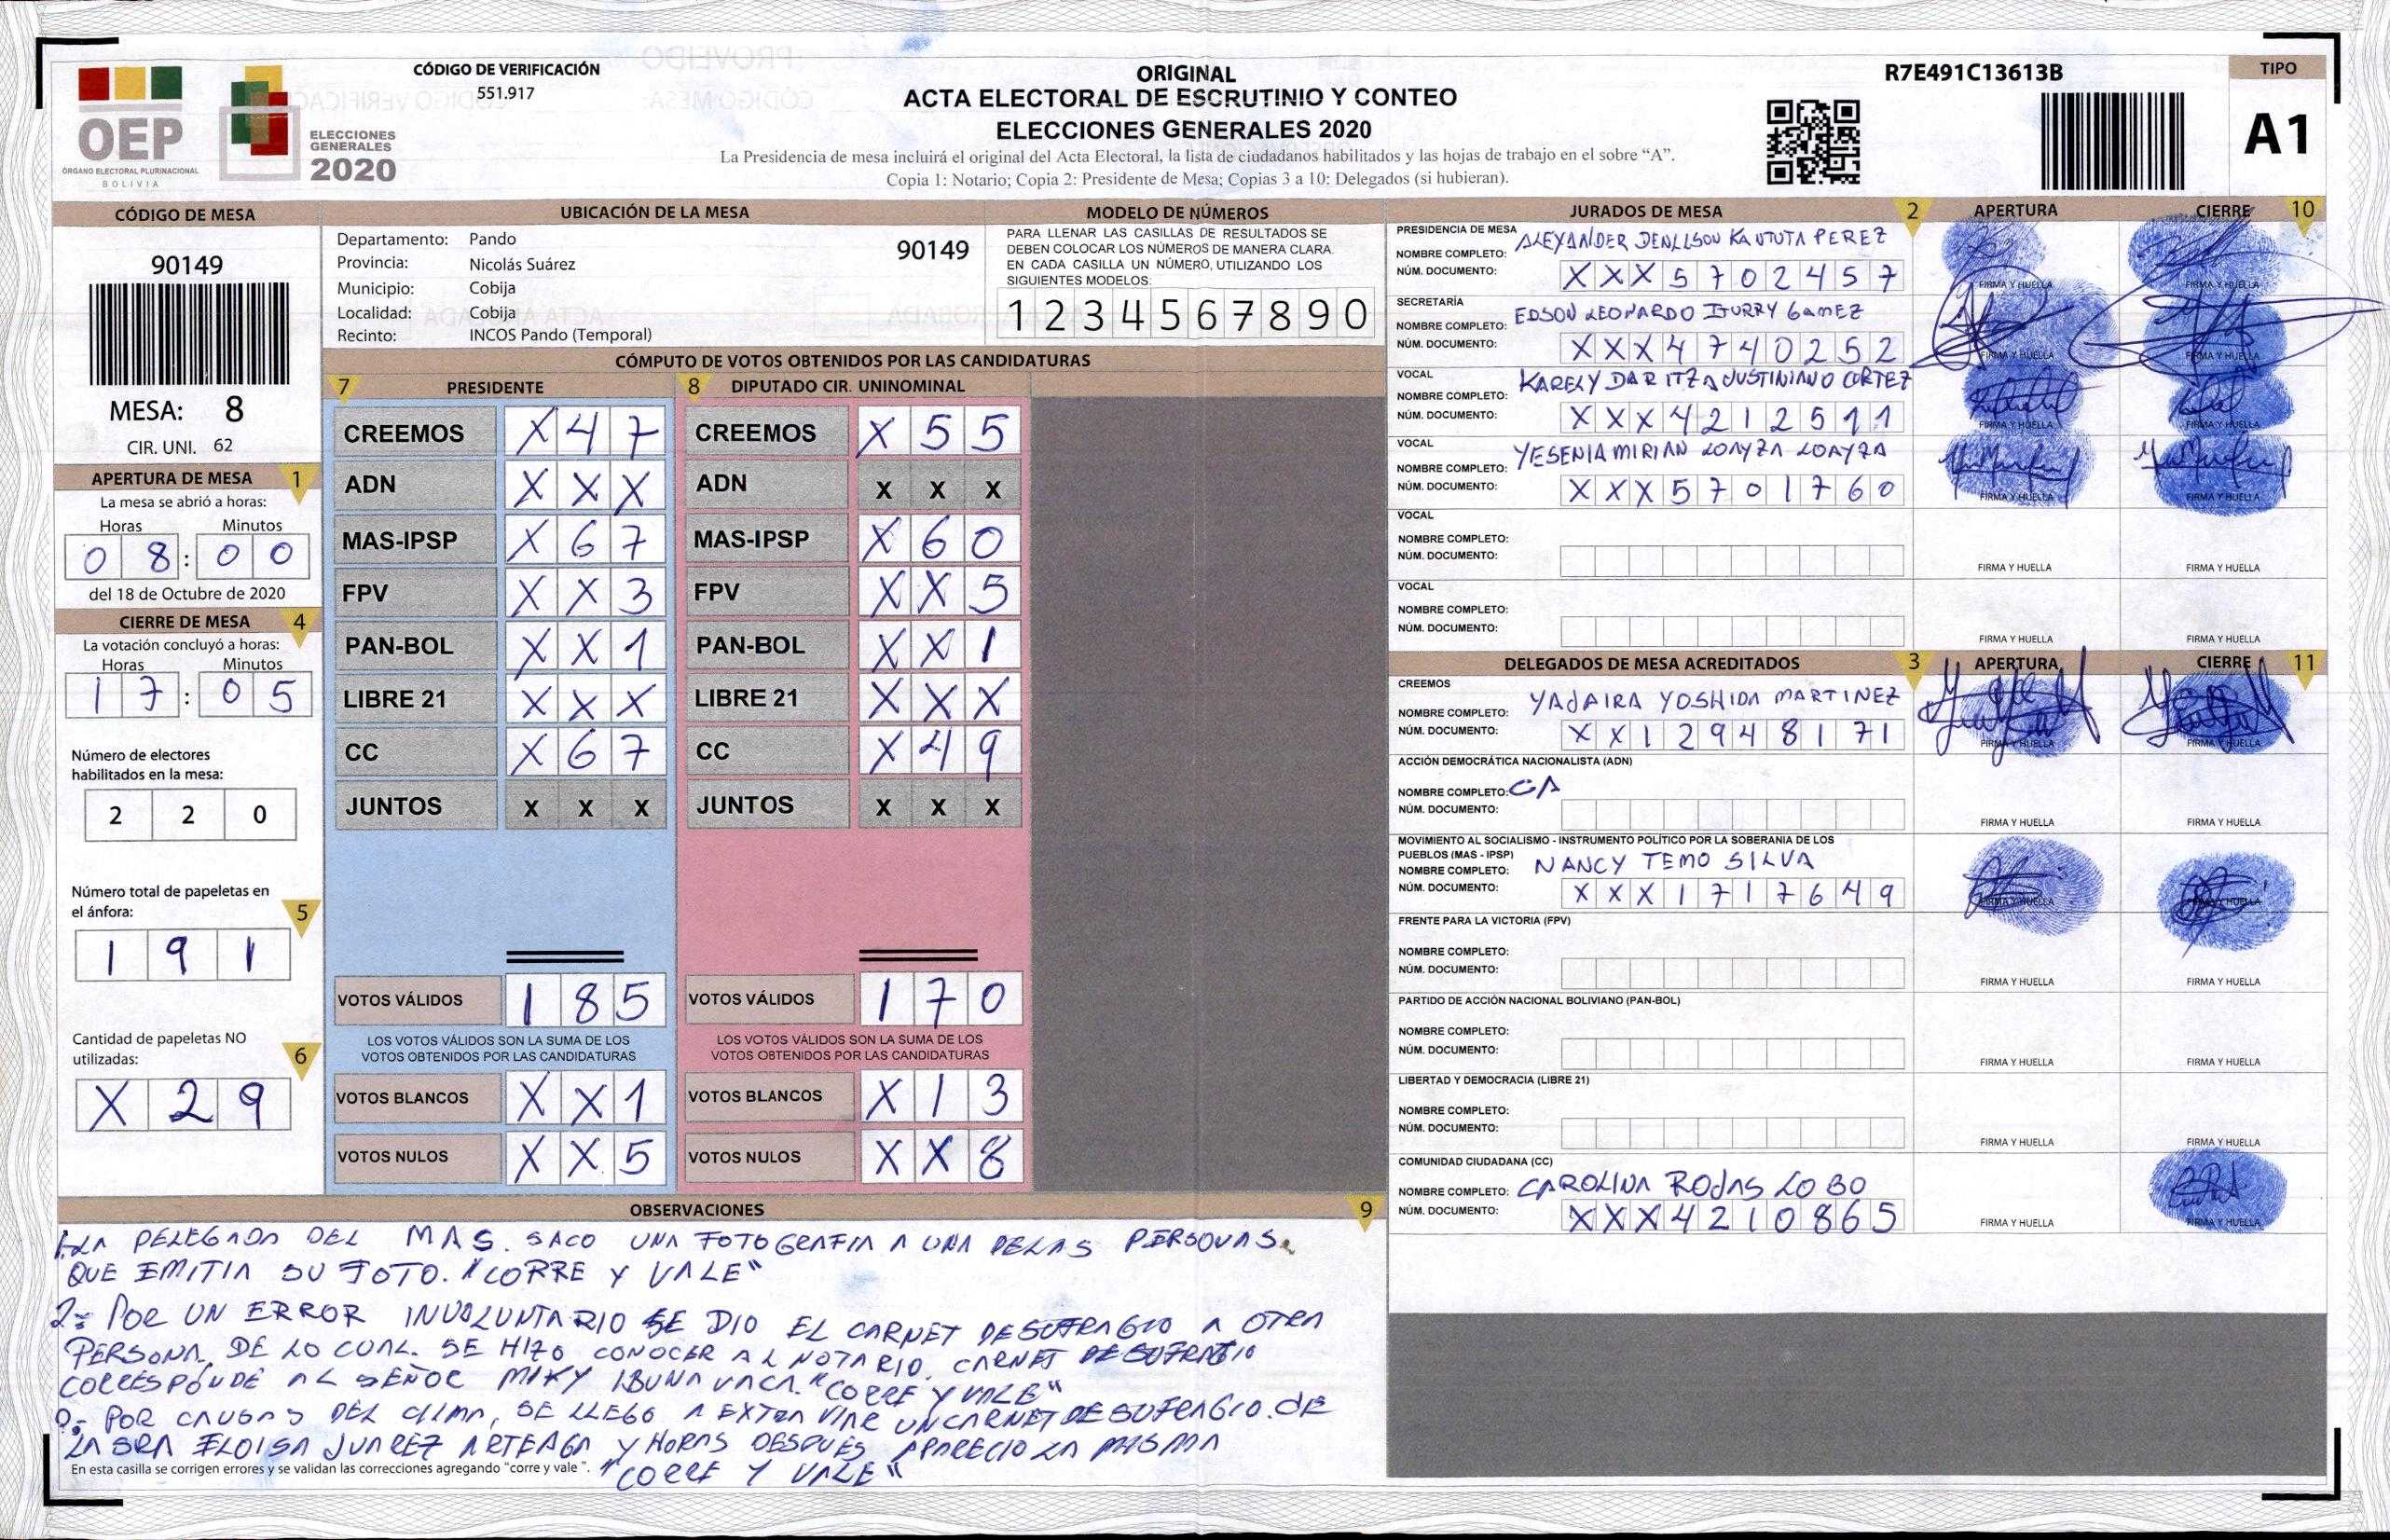 OEP
ÓRGANO ELECTORAL PLURINACIONAL
BOLIVIA
ELECCIONES
GENERALES
2020
CÓDIGO DE VERIFICACIÓN
551.917
ORIGINAL
ACTA ELECTORAL DE ESCRUTINIO Y CONTEO
ELECCIONES GENERALES 2020
La Presidencia de mesa incluirá el original del Acta Electoral, la lista de ciudadanos habilitados y las hojas de trabajo en el sobre “A”.
Copia 1: Notario; Copia 2: Presidente de Mesa; Copias 3 a 10: Delegados (si hubieran).
R7E491C13613B
TIPO
A1
CÓDIGO DE MESA
90149
MESA: 8
CIR. UNI. 62
APERTURA DE MESA 1
La mesa se abrió a horas:
Horas Minutos
0 8 : 0 0
del 18 de Octubre de 2020
CIERRE DE MESA 4
La votación concluyó a horas:
Horas Minutos
1 7 : 0 5
Número de electores
habilitados en la mesa:
2 2 0
Número total de papeletas en
el ánfora: 5
1 9 1
Cantidad de papeletas NO
utilizadas: 6
X 2 9
UBICACIÓN DE LA MESA
Departamento: Pando
90149
Provincia: Nicolás Suárez
Municipio: Cobija
Localidad: Cobija
Recinto: INCOS Pando (Temporal)
MODELO DE NÚMEROS
PARA LLENAR LAS CASILLAS DE RESULTADOS SE
DEBEN COLOCAR LOS NÚMEROS DE MANERA CLARA.
EN CADA CASILLA UN NÚMERO, UTILIZANDO LOS
SIGUIENTES MODELOS:
1 2 3 4 5 6 7 8 9 0
CÓMPUTO DE VOTOS OBTENIDOS POR LAS CANDIDATURAS
7 PRESIDENTE
CREEMOS X 4 7
ADN X X X
MAS-IPSP X 6 7
FPV X X 3
PAN-BOL X X 1
LIBRE 21 X X X
CC X 6 7
JUNTOS X X X
VOTOS VÁLIDOS 1 8 5
LOS VOTOS VÁLIDOS SON LA SUMA DE LOS
VOTOS OBTENIDOS POR LAS CANDIDATURAS
VOTOS BLANCOS X X 1
VOTOS NULOS X X 5
8 DIPUTADO CIR. UNINOMINAL
CREEMOS X 5 5
ADN X X X
MAS-IPSP X 6 0
FPV X X 5
PAN-BOL X X 1
LIBRE 21 X X X
CC X 4 9
JUNTOS X X X
VOTOS VÁLIDOS 1 7 0
LOS VOTOS VÁLIDOS SON LA SUMA DE LOS
VOTOS OBTENIDOS POR LAS CANDIDATURAS
VOTOS BLANCOS X 1 3
VOTOS NULOS X X 8
OBSERVACIONES 9
1.- LA DELEGADA DEL MAS. SACO UNA FOTOGRAFIA A UNA DE LAS PERSONAS.
QUE EMITIA SU FOTO. "CORRE Y VALE"
2.- POR UN ERROR INVOLUNTARIO SE DIO EL CARNET DE SUFRAGIO A OTRA
PERSONA, DE LO CUAL. SE HIZO CONOCER AL NOTARIO. CARNET DE SUFRAGIO
CORRESPONDE AL SEÑOR MIKY VACA. "CORRE Y VALE"
POR CAUSAS DEL CLIMA, SE LLEGO A EXTRAVIAR UN CARNET DE SUFRAGIO. DE
LA SRA ELOISA JUAREZ ARTEAGA Y HORAS DESPUES APARECIO LA MISMA
"CORRE Y VALE"
En esta casilla se corrigen errores y se validan las correcciones agregando “corre y vale ”.
JURADOS DE MESA 2 APERTURA CIERRE 10
PRESIDENCIA DE MESA
NOMBRE COMPLETO: ALEXANDER DENILSON KANTUTA PEREZ
NÚM. DOCUMENTO: X X X 5 7 0 2 4 5 7
FIRMA Y HUELLA FIRMA Y HUELLA
SECRETARÍA
NOMBRE COMPLETO: EDSON LEONARDO ITURRY GAMEZ
NÚM. DOCUMENTO: X X X 4 7 4 0 2 5 2
FIRMA Y HUELLA FIRMA Y HUELLA
VOCAL
NOMBRE COMPLETO: KARELY DARITZA JUSTINIANO CORTEZ
NÚM. DOCUMENTO: X X X 4 2 1 2 5 1 1
FIRMA Y HUELLA FIRMA Y HUELLA
VOCAL
NOMBRE COMPLETO: YESENIA MIRIAN LOAYZA LOAYZA
NÚM. DOCUMENTO: X X X 5 7 0 1 7 6 0
FIRMA Y HUELLA FIRMA Y HUELLA
VOCAL
NOMBRE COMPLETO:
NÚM. DOCUMENTO:
FIRMA Y HUELLA FIRMA Y HUELLA
VOCAL
NOMBRE COMPLETO:
NÚM. DOCUMENTO:
FIRMA Y HUELLA FIRMA Y HUELLA
DELEGADOS DE MESA ACREDITADOS 3 APERTURA CIERRE 11
CREEMOS
NOMBRE COMPLETO: YAJAIRA YOSHIDA MARTINEZ
NÚM. DOCUMENTO: X X 1 2 9 4 8 1 7 1
FIRMA Y HUELLA FIRMA Y HUELLA
ACCIÓN DEMOCRÁTICA NACIONALISTA (ADN)
NOMBRE COMPLETO: CA
NÚM. DOCUMENTO:
FIRMA Y HUELLA FIRMA Y HUELLA
MOVIMIENTO AL SOCIALISMO - INSTRUMENTO POLÍTICO POR LA SOBERANIA DE LOS
PUEBLOS (MAS - IPSP)
NOMBRE COMPLETO: NANCY TEMO SILVA
NÚM. DOCUMENTO: X X X 1 7 1 7 6 4 9
FIRMA Y HUELLA FIRMA Y HUELLA
FRENTE PARA LA VICTORIA (FPV)
NOMBRE COMPLETO:
NÚM. DOCUMENTO:
FIRMA Y HUELLA FIRMA Y HUELLA
PARTIDO DE ACCIÓN NACIONAL BOLIVIANO (PAN-BOL)
NOMBRE COMPLETO:
NÚM. DOCUMENTO:
FIRMA Y HUELLA FIRMA Y HUELLA
LIBERTAD Y DEMOCRACIA (LIBRE 21)
NOMBRE COMPLETO:
NÚM. DOCUMENTO:
FIRMA Y HUELLA FIRMA Y HUELLA
COMUNIDAD CIUDADANA (CC)
NOMBRE COMPLETO: CAROLINA ROJAS LOBO
NÚM. DOCUMENTO: X X X 4 2 1 0 8 6 5
FIRMA Y HUELLA FIRMA Y HUELLA